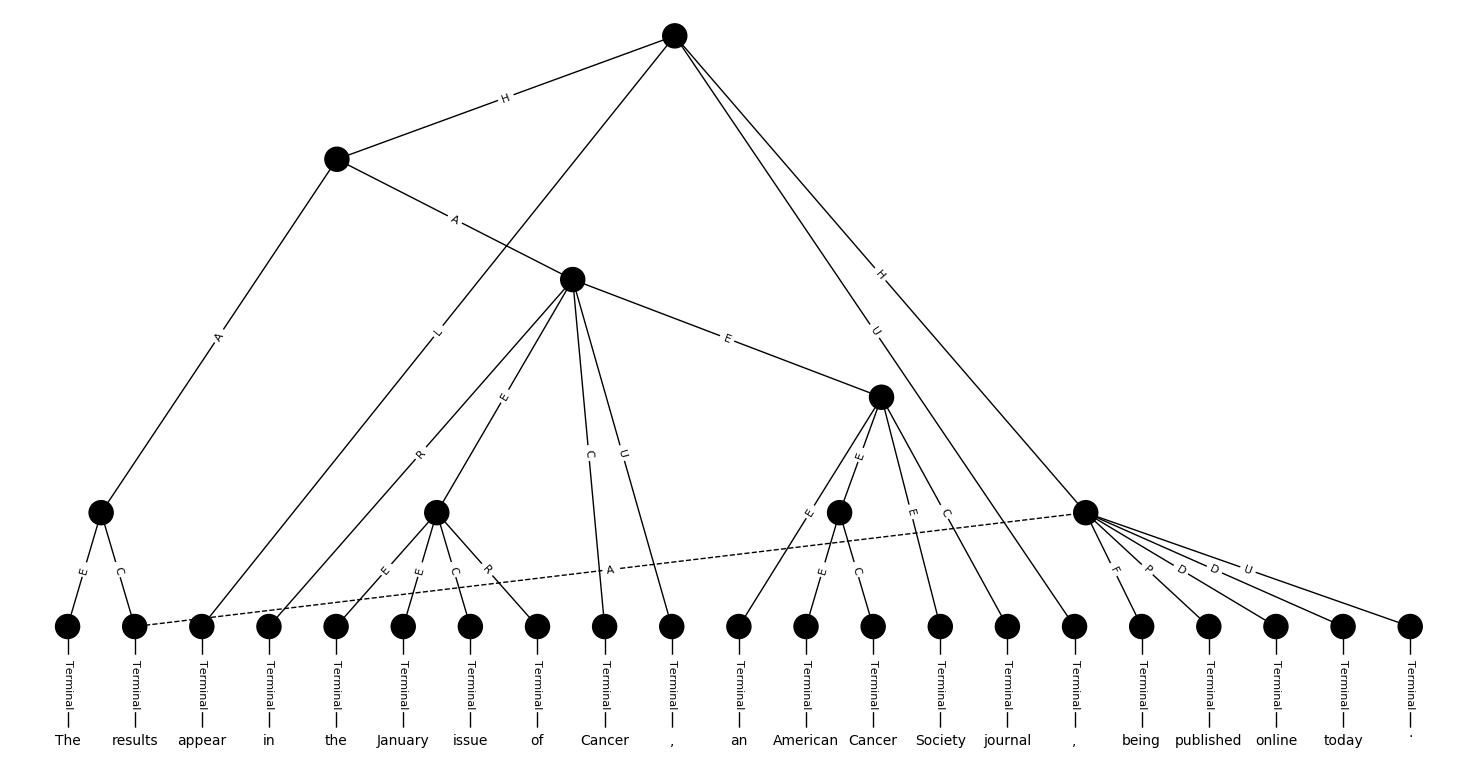 H
A
H
A
L
U
E
E
R
C
U
E
E
E
C
A
E
C
E
E
C
R
E
C
F
P
D
D
U
Terminal Terminal Terminal Terminal Terminal Terminal Terminal Terminal Terminal Terminal Terminal Terminal Terminal Terminal Terminal Terminal Terminal Terminal Terminal Terminal Terminal
The results appear in the January issue of Cancer , an American Cancer Society journal , being published online today .